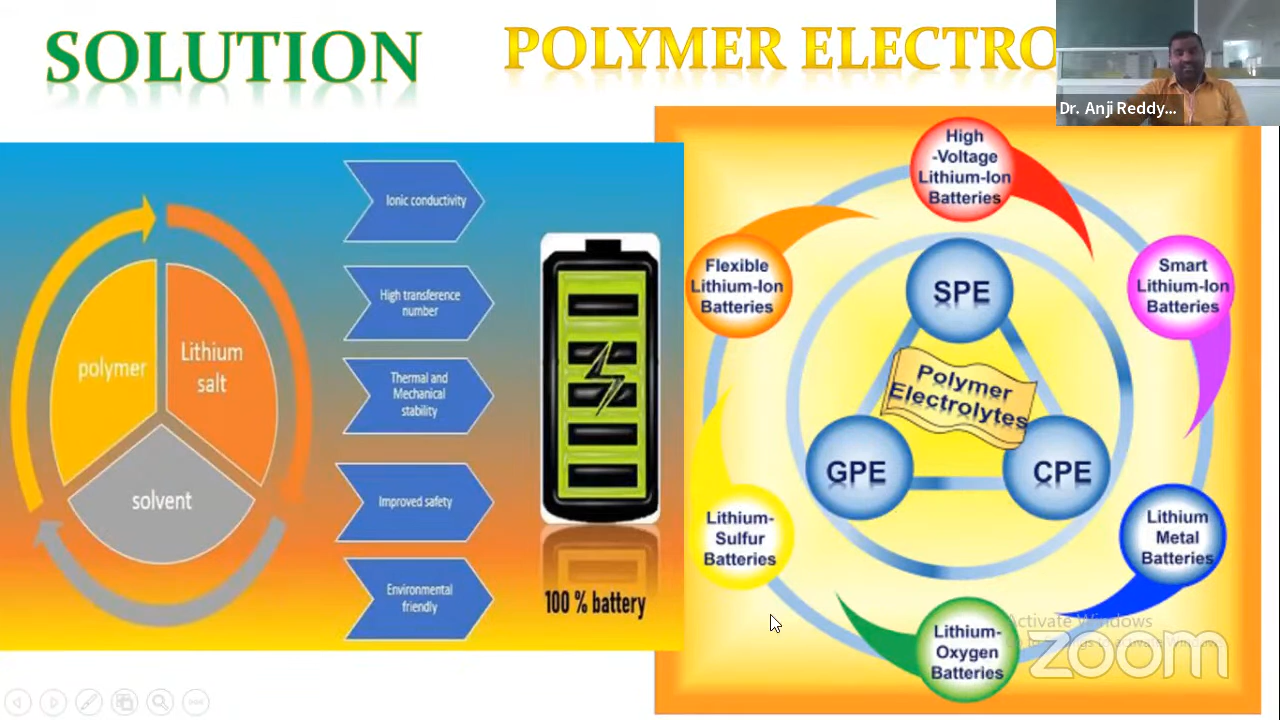 SOLUTION
POLYMER ELECTRO
Dr. Anji Reddy...
polymer
Lithium
salt
solvent
Ionic conductivity
High transference
number
Thermal and
Mechanical
stability
Improved safety
Environmental
friendly
100 % battery
High
-Voltage
Lithium-Ion
Batteries
Flexible
Lithium-Ion
Batteries
Smart
Lithium-Ion
Batteries
SPE
Polymer
Electrolytes
GPE
CPE
Lithium-
Sulfur
Batteries
Lithium
Metal
Batteries
Lithium-
Oxygen
Batteries
Activate Windows
zoom